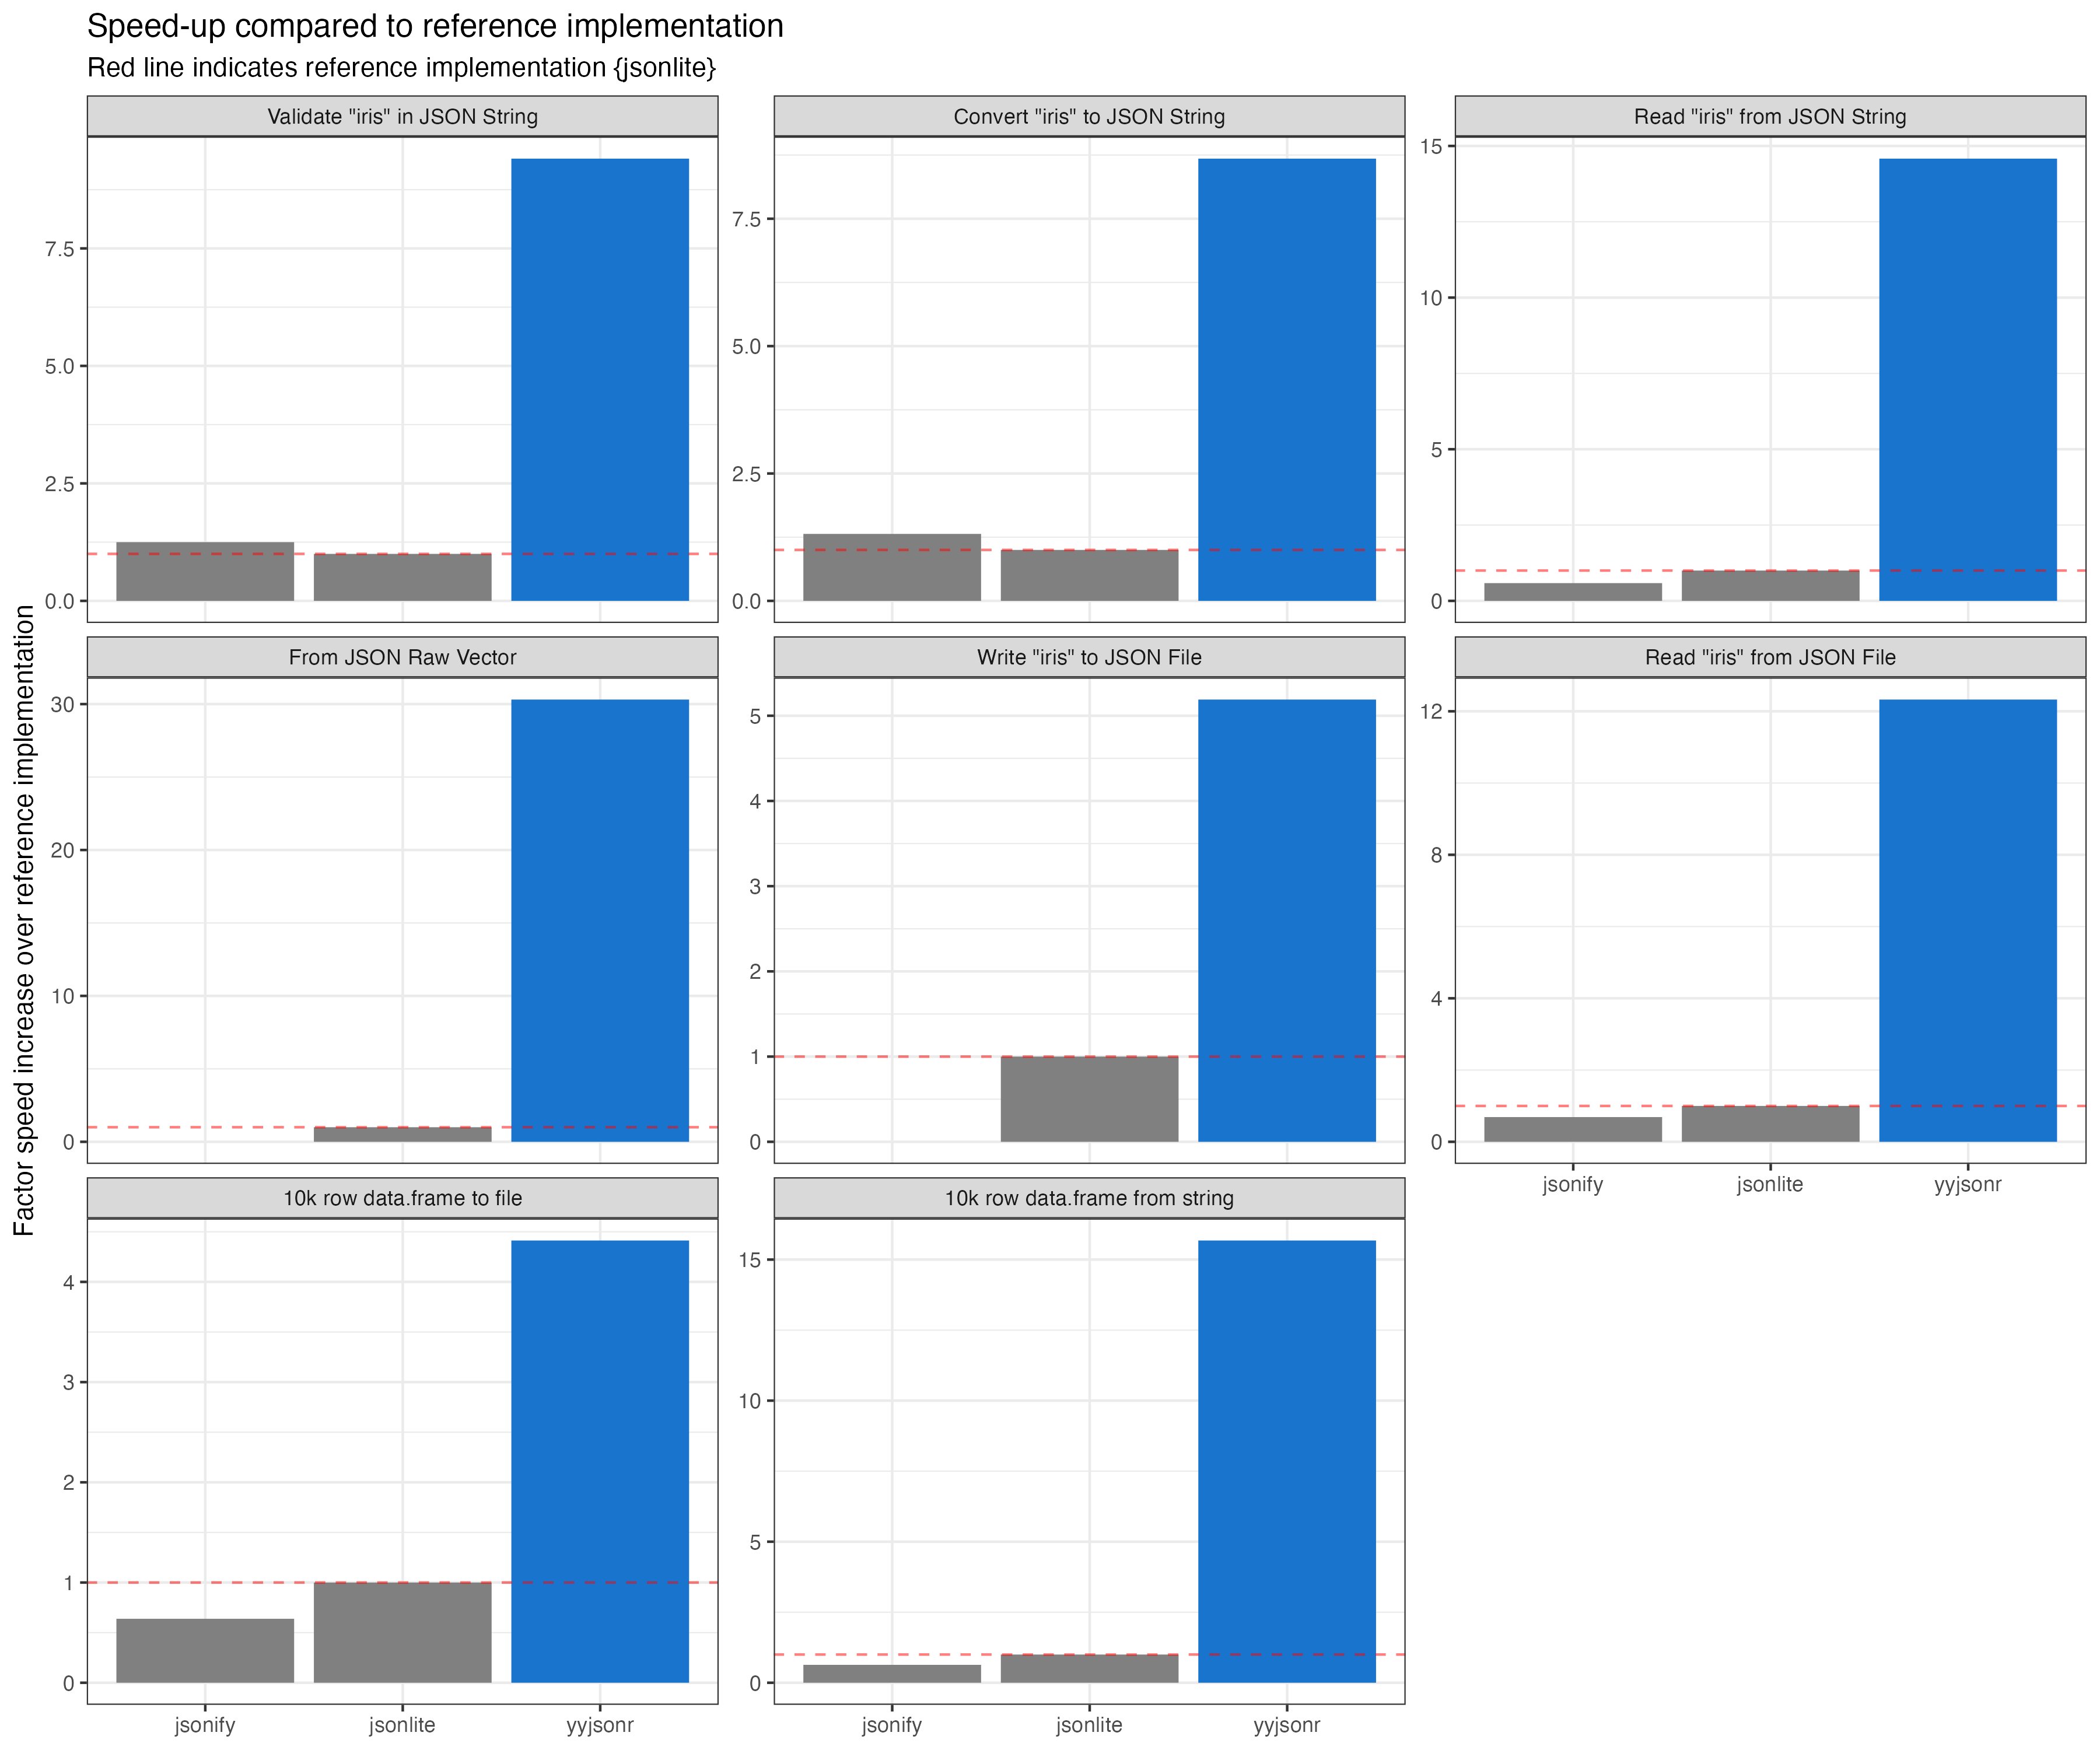 Speed-up compared to reference implementation
Red line indicates reference implementation {jsonlite}
Factor speed increase over reference implementation
Validate "iris" in JSON String
7.5
5.0
2.5
0.0
Convert "iris" to JSON String
7.5
5.0
2.5
0.0
Read "iris" from JSON String
15
10
5
0
From JSON Raw Vector
30
20
10
0
Write "iris" to JSON File
5
4
3
2
1
0
Read "iris" from JSON File
12
8
4
0
jsonify jsonlite yyjsonr
10k row data.frame to file
4
3
2
1
0
jsonify jsonlite yyjsonr
10k row data.frame from string
15
10
5
0
jsonify jsonlite yyjsonr